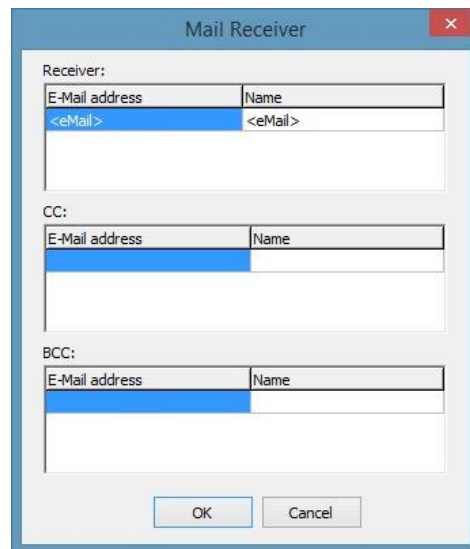 Mail Receiver
Receiver:
E-Mail address Name
<eMail> <eMail>
CC:
E-Mail address Name
BCC:
E-Mail address Name
OK Cancel